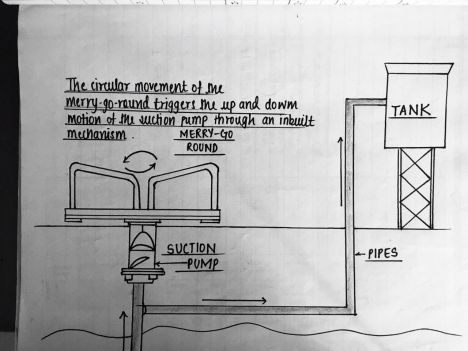 The circular movement of the
merry-go-round triggers the up and down
motion of the suction pump through an inbuilt
mechanism.
MERRY-GO
ROUND
TANK
SUCTION
PUMP
PIPES